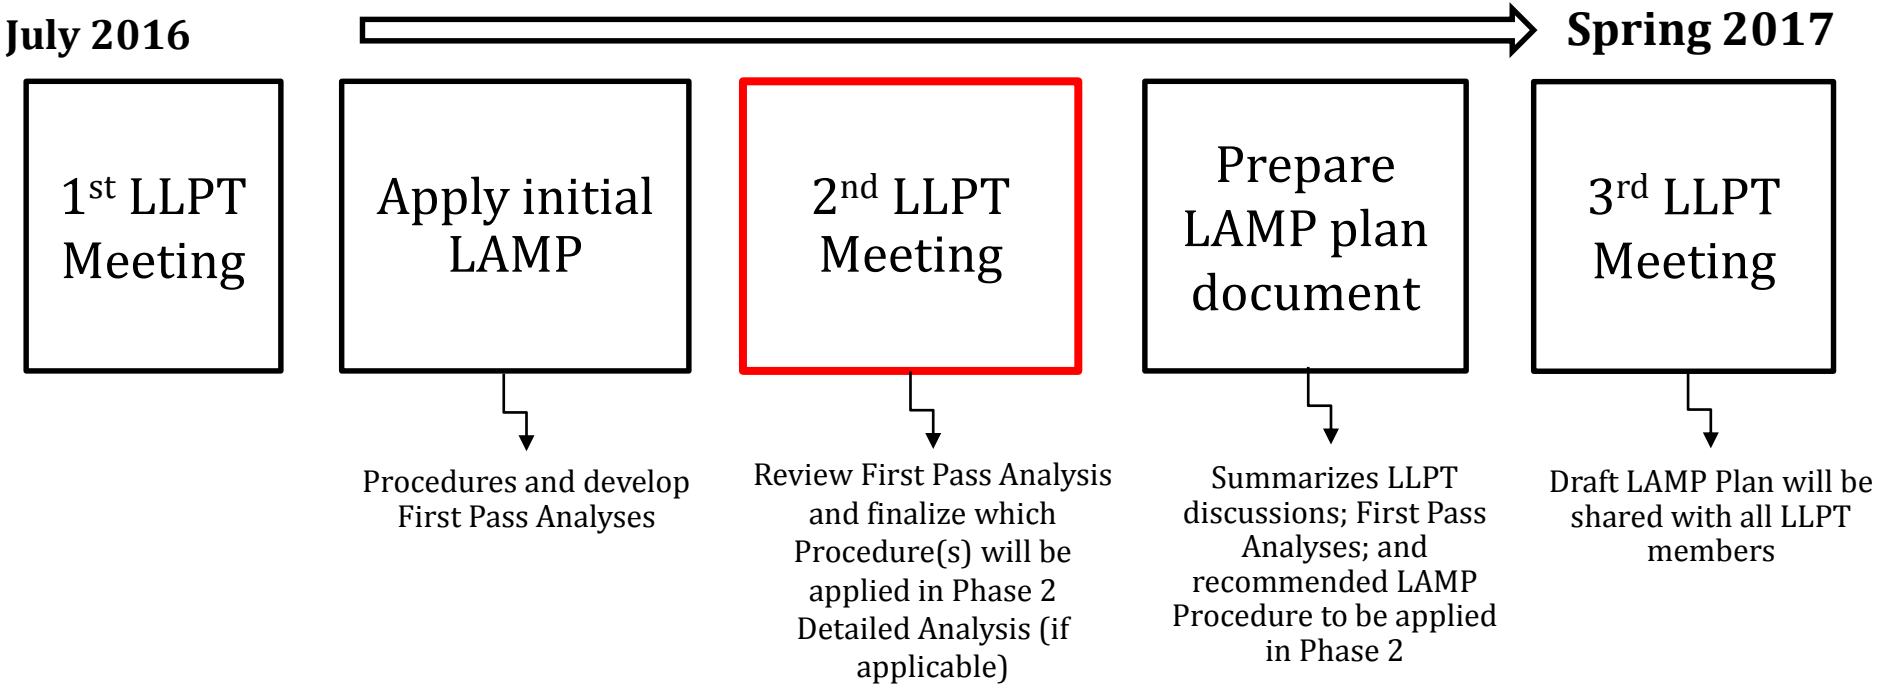 July 2016
Spring 2017
1st LLPT
Meeting
Apply initial
LAMP
2nd LLPT
Meeting
Prepare
LAMP plan
document
3rd LLPT
Meeting
Procedures and develop
First Pass Analyses
Review First Pass Analysis
and finalize which
Procedure(s) will be
applied in Phase 2
Detailed Analysis (if
applicable)
Summarizes LLPT
discussions; First Pass
Analyses; and
recommended LAMP
Procedure to be applied
in Phase 2
Draft LAMP Plan will be
shared with all LLPT
members